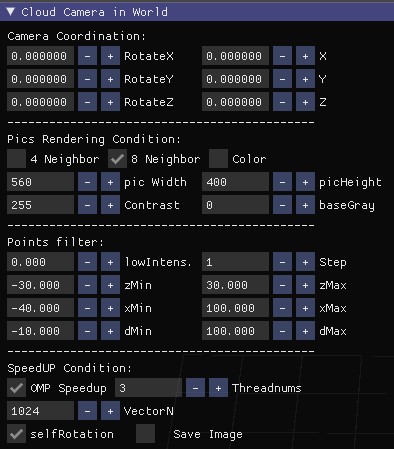 Cloud Camera in World
Camera Coordination:
0.000000 - + RotateX 0.000000 - + X
0.000000 - + RotateY 0.000000 - + Y
0.000000 - + RotateZ 0.000000 - + Z
--------------------------------------------
Pics Rendering Condition:
4 Neighbor 8 Neighbor Color
560 - + pic Width 400 - + picHeight
255 - + Contrast 0 - + baseGray
--------------------------------------------
Points filter:
0.000 - + lowIntens. 1 - + Step
-30.000 - + zMin 30.000 - + zMax
-40.000 - + xMin 100.000 - + xMax
-10.000 - + dMin 100.000 - + dMax
--------------------------------------------
SpeedUP Condition:
OMP Speedup 3 - + Threadnums
1024 - + VectorN
selfRotation Save Image